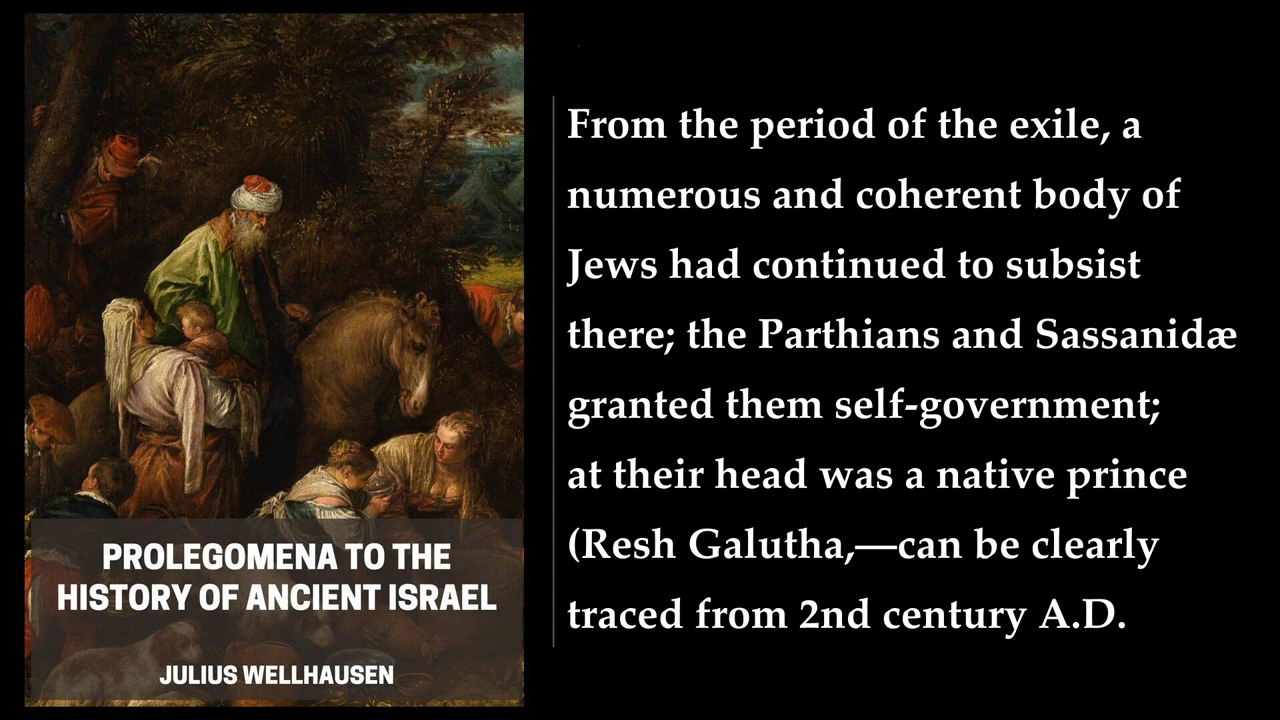 PROLEGOMENA TO THE
HISTORY OF ANCIENT ISRAEL
JULIUS WELLHAUSEN
From the period of the exile, a
numerous and coherent body of
Jews had continued to subsist
there; the Parthians and Sassanidæ
granted them self-government;
at their head was a native prince
(Resh Galutha,—can be clearly
traced from 2nd century A.D.